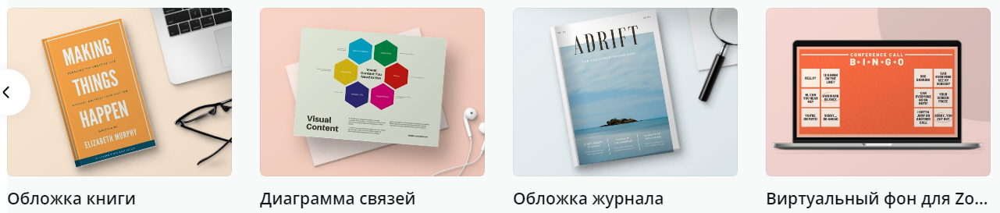 MAKING
THINGS
HAPPEN
WRITTEN BY
ELIZABETH MURPHY
Обложка книги
Visual
Content You
Need to Use
Visual
Content
Диаграмма связей
ADRIFT
Обложка журнала
CONFERENCE CALL
B•I•N•G•O
HELLO?
IS KAREN
ON THE
LINE?
DOG
BARKING
CAN
EVERYONE
SEE MY
SCREEN?
HI, CAN
YOU HEAR
ME?
AWKWARD
SILENCE
CAN
EVERYONE
GO ON
MUTE?
YOUR
SCREEN
FROZE
YOU'RE
ON MUTE!
SORRY...
GO AHEAD
I GOTTA
JUMP ON
ANOTHER
CALL
SORRY, YOU
CUT OUT
Виртуальный фон для Zo...